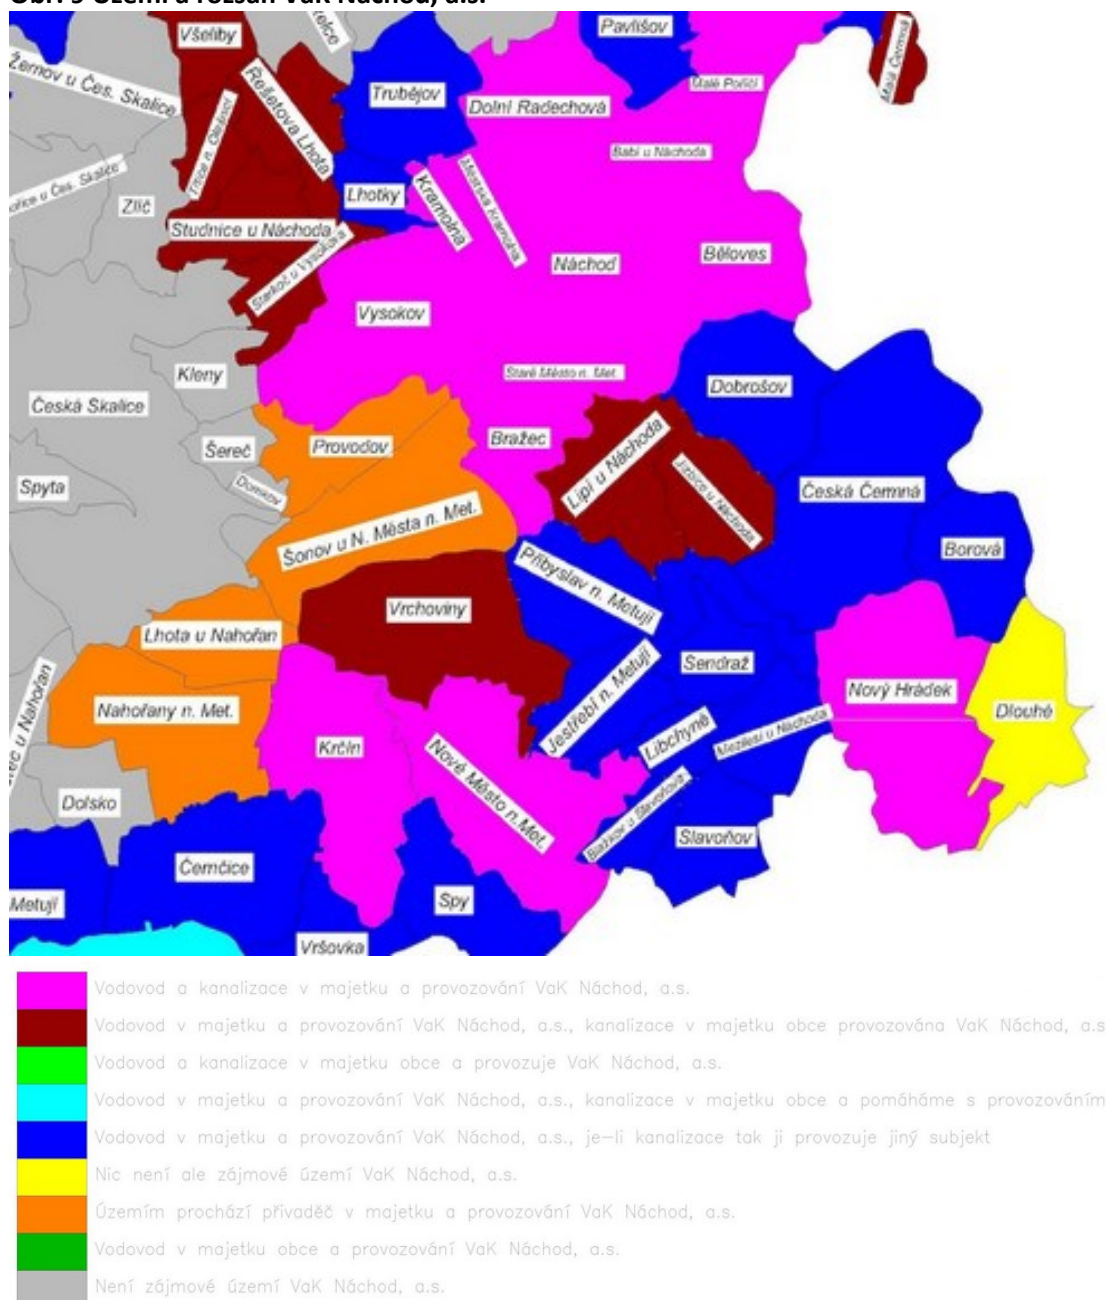 Obr. 5 Území a rozsah VaK Náchod, a.s.
Všeliby
Pavlišov
Žernov u Čes. Skalice
Řešetova Lhota
Trubějov
Malé Poříčí
Malá Čermná
Dolní Radechová
Babí u Náchoda
Lhotky
Kramolna
Městská Kramolna
Zlíč
Studnice u Náchoda
Starkoč u Vysokova
Náchod
Běloves
Vysokov
Kleny
Staré Město n. Met.
Dobrošov
Česká Skalice
Šereč
Provodov
Bražec
Lipí u Náchoda
Jizbice u Náchoda
Spyta
Domkov
Česká Čermná
Šonov u N. Města n. Met.
Borová
Přibyslav n. Metují
Vrchoviny
Lhota u Nahořan
Sendraž
Jestřebí n. Metují
Nový Hrádek
Nahořany n. Met.
Dlouhé
u Nahořan
Krčín
Nové Město n.Met.
Libchyně
Mezilesí u Náchoda
Dolsko
Blažkov u Slavoňova
Slavoňov
Černčice
Metují
Spy
Vršovka
Vodovod a kanalizace v majetku a provozování VaK Náchod, a.s.
Vodovod v majetku a provozování VaK Náchod, a.s., kanalizace v majetku obce provozována VaK Náchod, a.s
Vodovod a kanalizace v majetku obce a provozuje VaK Náchod, a.s.
Vodovod v majetku a provozování VaK Náchod, a.s., kanalizace v majetku obce a pomáháme s provozováním
Vodovod v majetku a provozování VaK Náchod, a.s., je-li kanalizace tak ji provozuje jiný subjekt
Nic není ale zájmové území VaK Náchod, a.s.
Územím prochází přivaděč v majetku a provozování VaK Náchod, a.s.
Vodovod v majetku obce a provozování VaK Náchod, a.s.
Není zájmové území VaK Náchod, a.s.